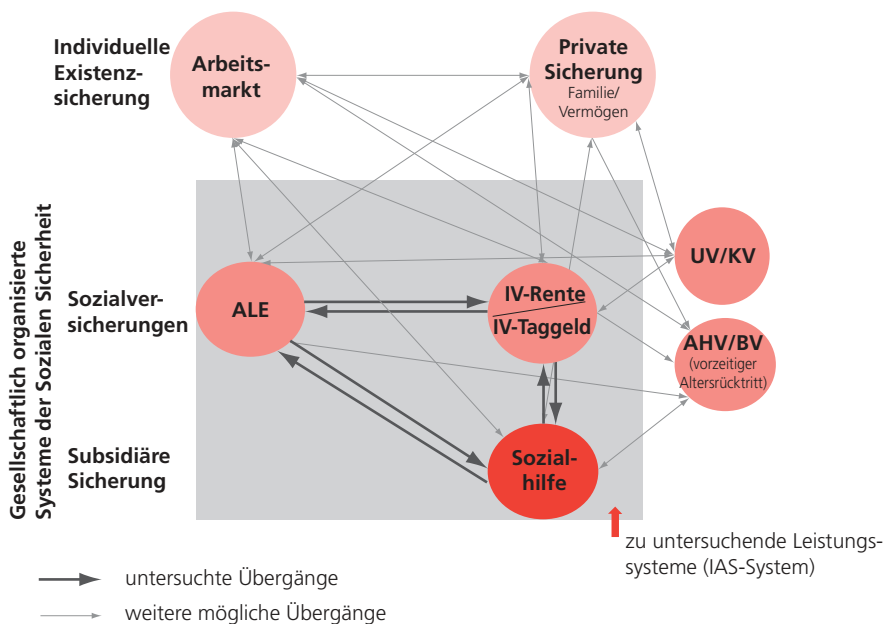 Individuelle
Existenz-
sicherung
Arbeits-
markt
Private
Sicherung
Familie/
Vermögen
Gesellschaftlich organisierte
Systeme der Sozialen Sicherheit
Sozialver-
sicherungen
ALE
IV-Rente
IV-Taggeld
UV/KV
AHV/BV
(vorzeitiger
Altersrücktritt)
Subsidiäre
Sicherung
Sozial-
hilfe
zu untersuchende Leistungs-
systeme (IAS-System)
untersuchte Übergänge
weitere mögliche Übergänge